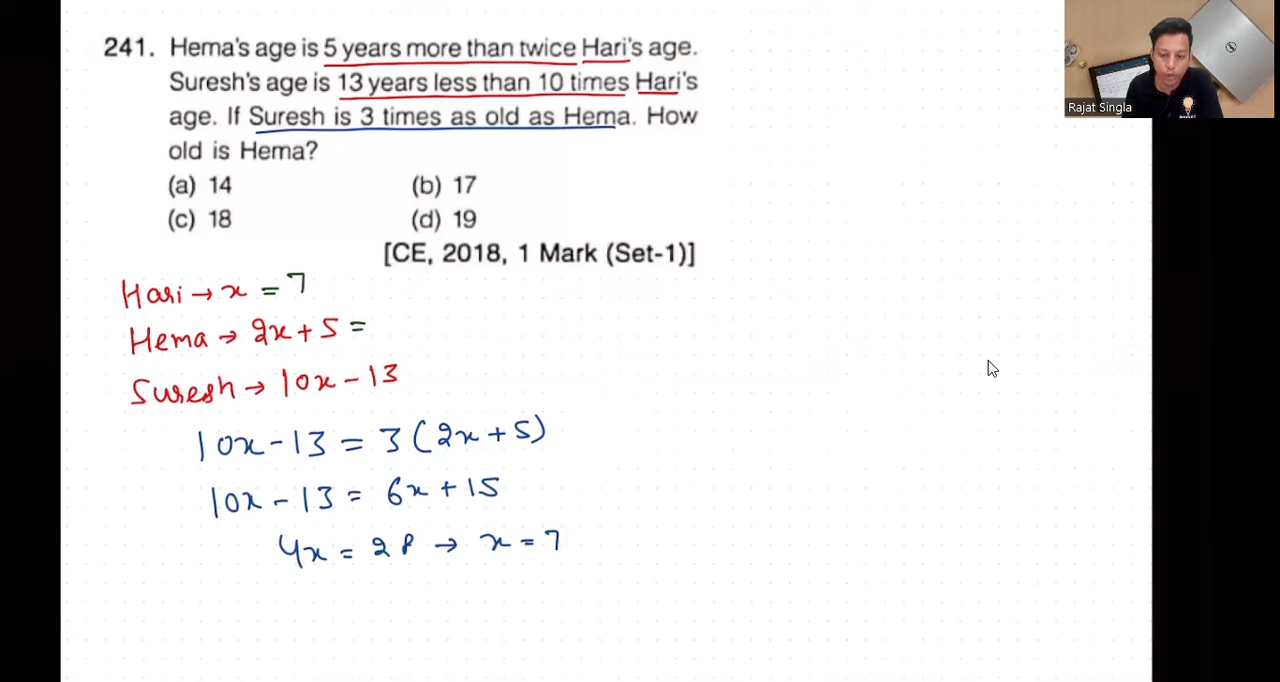 241. Hema's age is 5 years more than twice Hari's age.
Suresh's age is 13 years less than 10 times Hari's
age. If Suresh is 3 times as old as Hema. How
old is Hema?
(a) 14 (b) 17
(c) 18 (d) 19
[CE, 2018, 1 Mark (Set-1)]
Hari → x = 7
Hema → 2x + 5 =
Suresh → 10x - 13
10x - 13 = 3 (2x + 5)
10x - 13 = 6x + 15
4x = 28 → x = 7
Rajat Singla